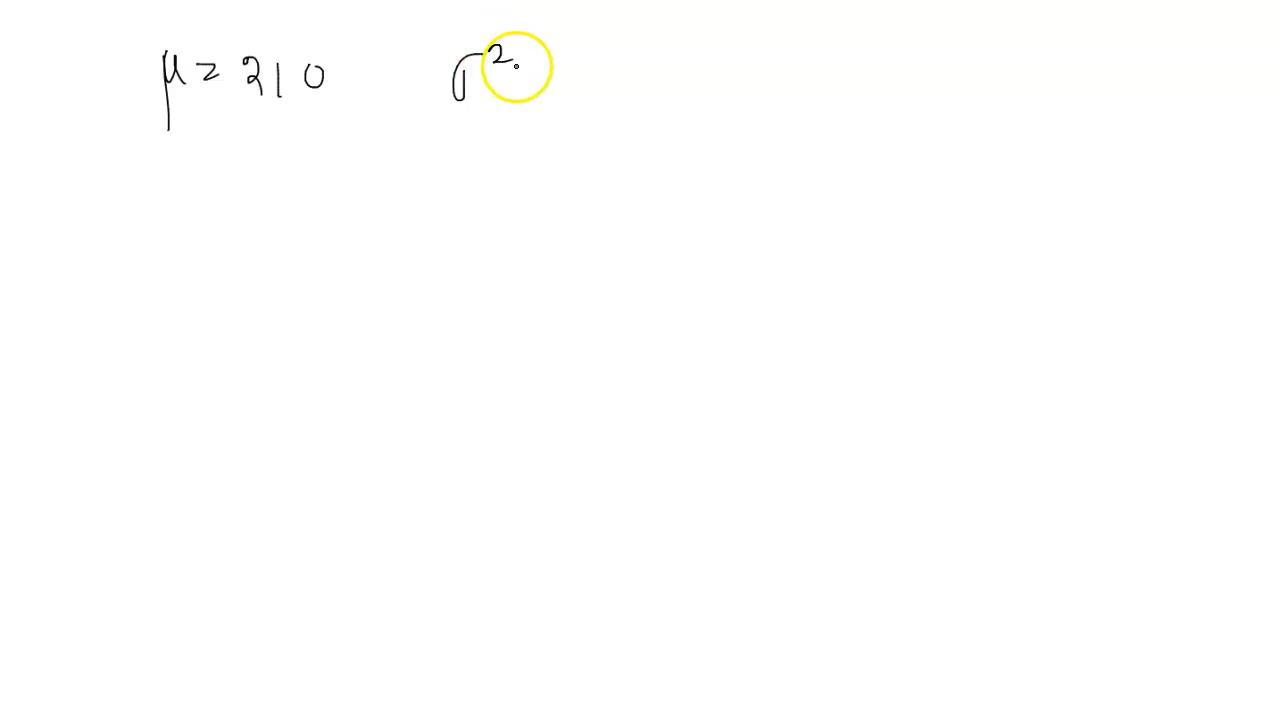 μ = 210 σ²